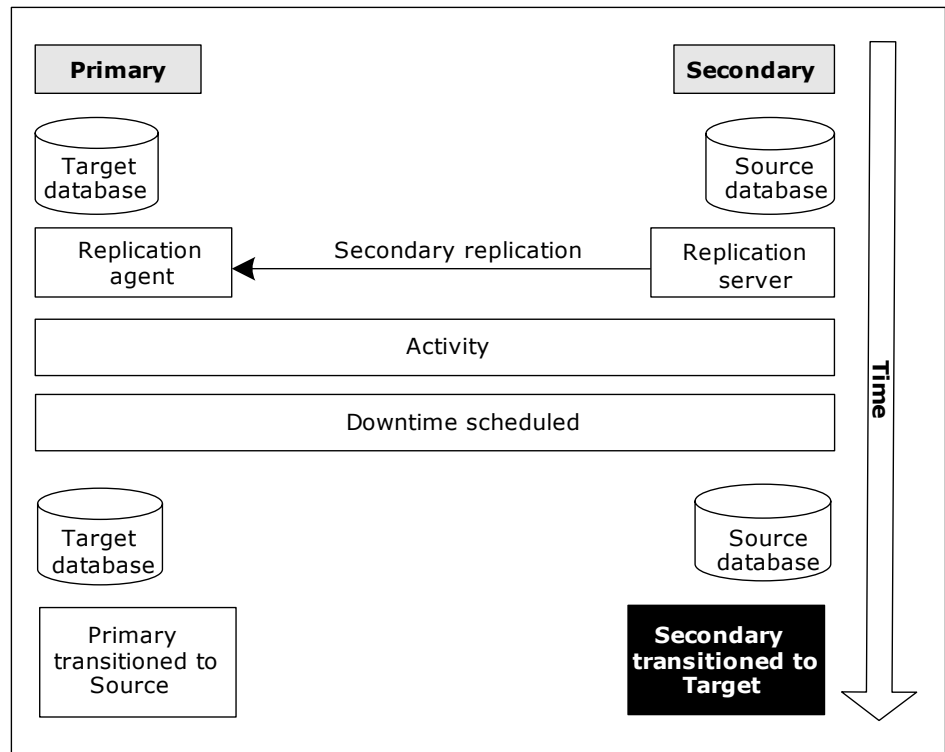 Primary
Secondary
Target
database
Source
database
Replication
agent
Secondary replication
Replication
server
Activity
Time
Downtime scheduled
Target
database
Source
database
Primary
transitioned to
Source
Secondary
transitioned to
Target